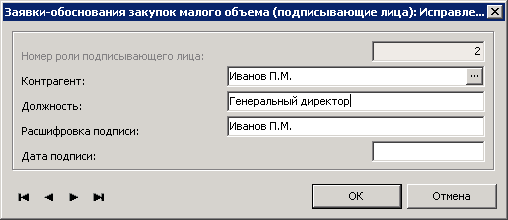 Заявки-обоснования закупок малого объема (подписывающие лица): Исправле...
Номер роли подписывающего лица: 2
Контрагент: Иванов П.М. ...
Должность: Генеральный директор
Расшифровка подписи: Иванов П.М.
Дата подписи:
OK Отмена